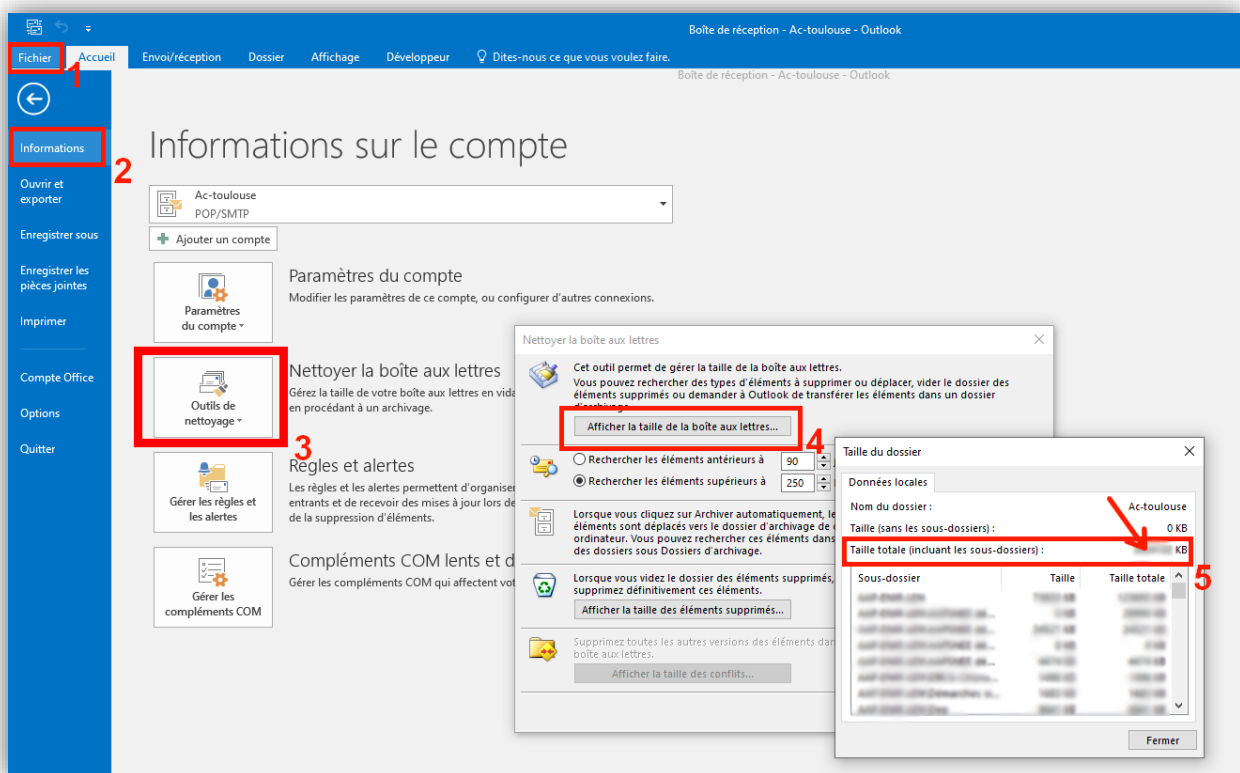 Boîte de réception - Ac-toulouse - Outlook
Fichier
Accueil
Envoi/réception
Dossier
Affichage
Développeur
Dites-nous ce que vous voulez faire.
1
Boîte de réception - Ac-toulouse - Outlook
Informations
2
Ouvrir et
exporter
Enregistrer sous
Enregistrer les
pièces jointes
Imprimer
Compte Office
Options
Quitter
Informations sur le compte
Ac-toulouse
POP/SMTP
Ajouter un compte
Paramètres
du compte
Paramètres du compte
Modifier les paramètres de ce compte, ou configurer d'autres connexions.
Outils de
nettoyage
3
Nettoyer la boîte aux lettres
Gérez la taille de votre boîte aux lettres en vida
en procédant à un archivage.
Gérer les règles et
les alertes
Règles et alertes
Les règles et les alertes permettent d'organiser
entrants et de recevoir des mises à jour lors de
de la suppression d'éléments.
Gérer les
compléments COM
Compléments COM lents et d
Gérer les compléments COM qui affectent vot
Nettoyer la boîte aux lettres
Cet outil permet de gérer la taille de la boîte aux lettres.
Vous pouvez rechercher des types d'éléments à supprimer ou déplacer, vider le dossier des
éléments supprimés ou demander à Outlook de transférer les éléments dans un dossier
d'archivage.
Afficher la taille de la boîte aux lettres...
4
Rechercher les éléments antérieurs à
90
Rechercher les éléments supérieurs à
250
Lorsque vous cliquez sur Archiver automatiquement, le
éléments sont déplacés vers le dossier d'archivage de
ordinateur. Vous pouvez rechercher ces éléments dans
des dossiers sous Dossiers d'archivage.
Lorsque vous videz le dossier des éléments supprimés,
supprimez définitivement ces éléments.
Afficher la taille des éléments supprimés...
Supprimez toutes les autres versions des éléments dan
boîte aux lettres.
Afficher la taille des conflits...
Taille du dossier
Données locales
Nom du dossier :
Ac-toulouse
Taille (sans les sous-dossiers) :
0 KB
Taille totale (incluant les sous-dossiers) :
KB
5
Sous-dossier
Taille
Taille totale
Fermer